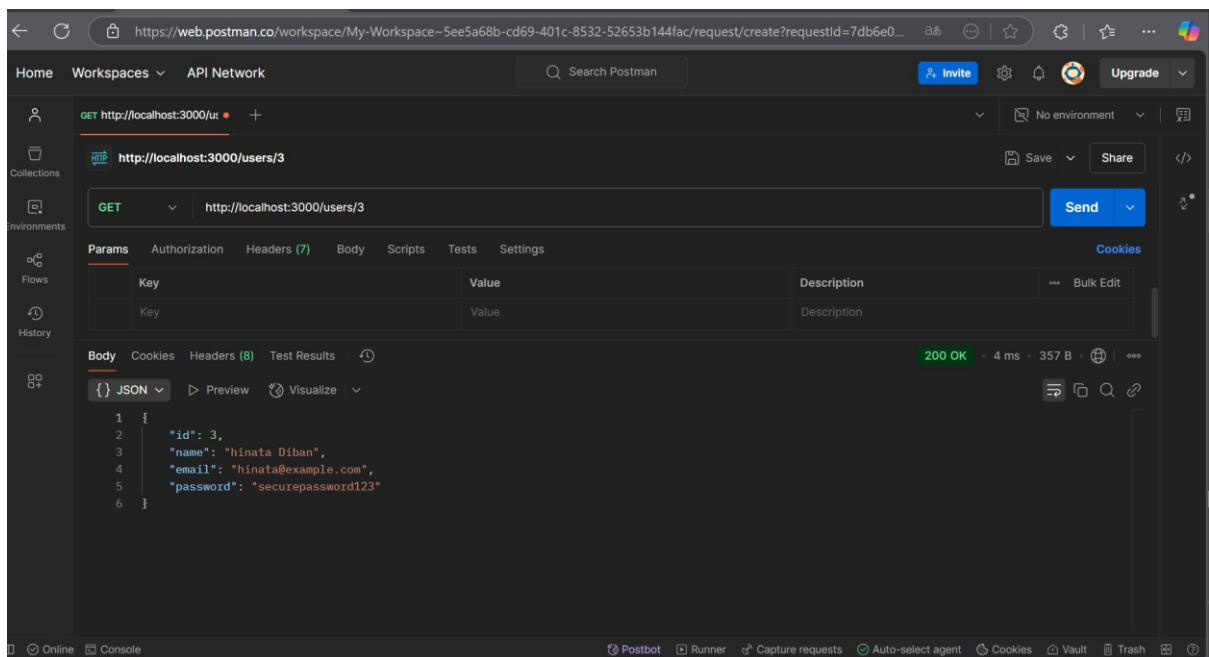 https://web.postman.co/workspace/My-Workspace~5ee5a68b-cd69-401c-8532-52653b144fac/request/create?requestId=7db6e0...
Home Workspaces API Network Search Postman Invite Upgrade
GET http://localhost:3000/us No environment
HTTP http://localhost:3000/users/3 Save Share
Collections
GET http://localhost:3000/users/3 Send
Environments
Params Authorization Headers (7) Body Scripts Tests Settings Cookies
Flows
Key Value Description Bulk Edit
Key Value Description
History
Body Cookies Headers (8) Test Results 200 OK 4 ms 357 B
{ } JSON Preview Visualize
1 {
2 "id": 3,
3 "name": "hinata Diban",
4 "email": "hinata@example.com",
5 "password": "securepassword123"
6 }
Online Console Postbot Runner Capture requests Auto-select agent Cookies Vault Trash